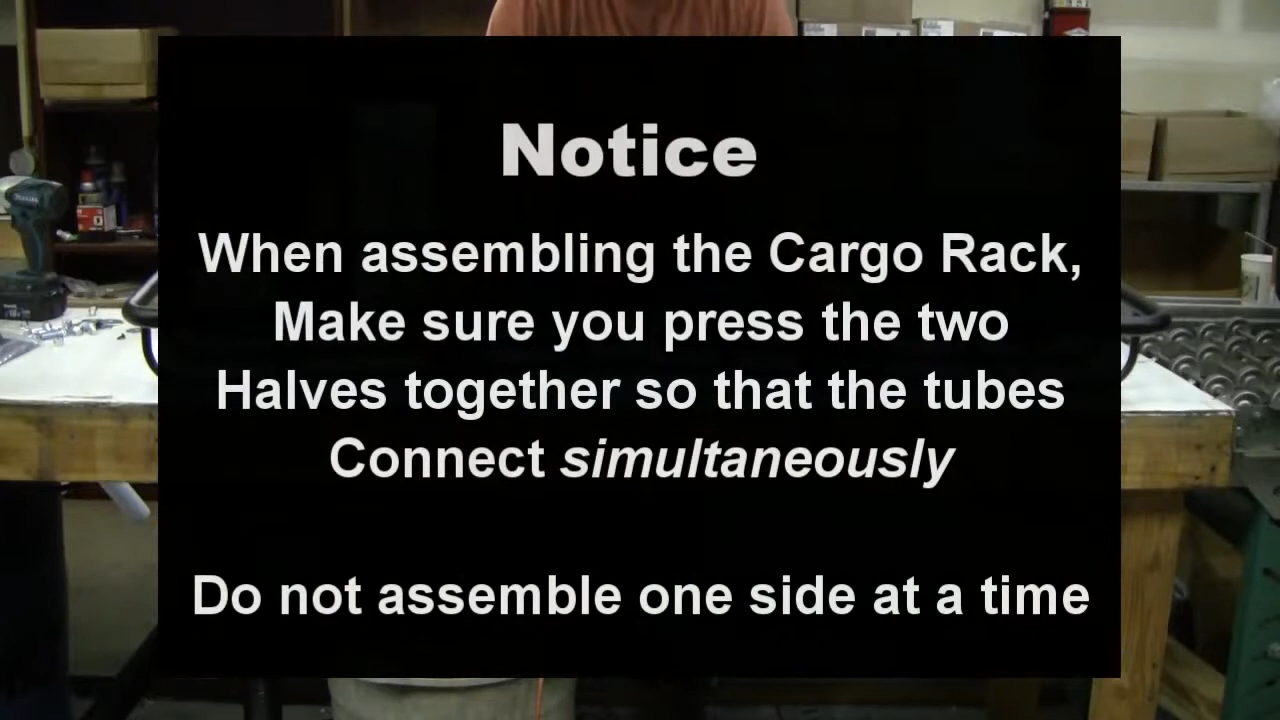 Notice
When assembling the Cargo Rack,
Make sure you press the two
Halves together so that the tubes
Connect simultaneously
Do not assemble one side at a time